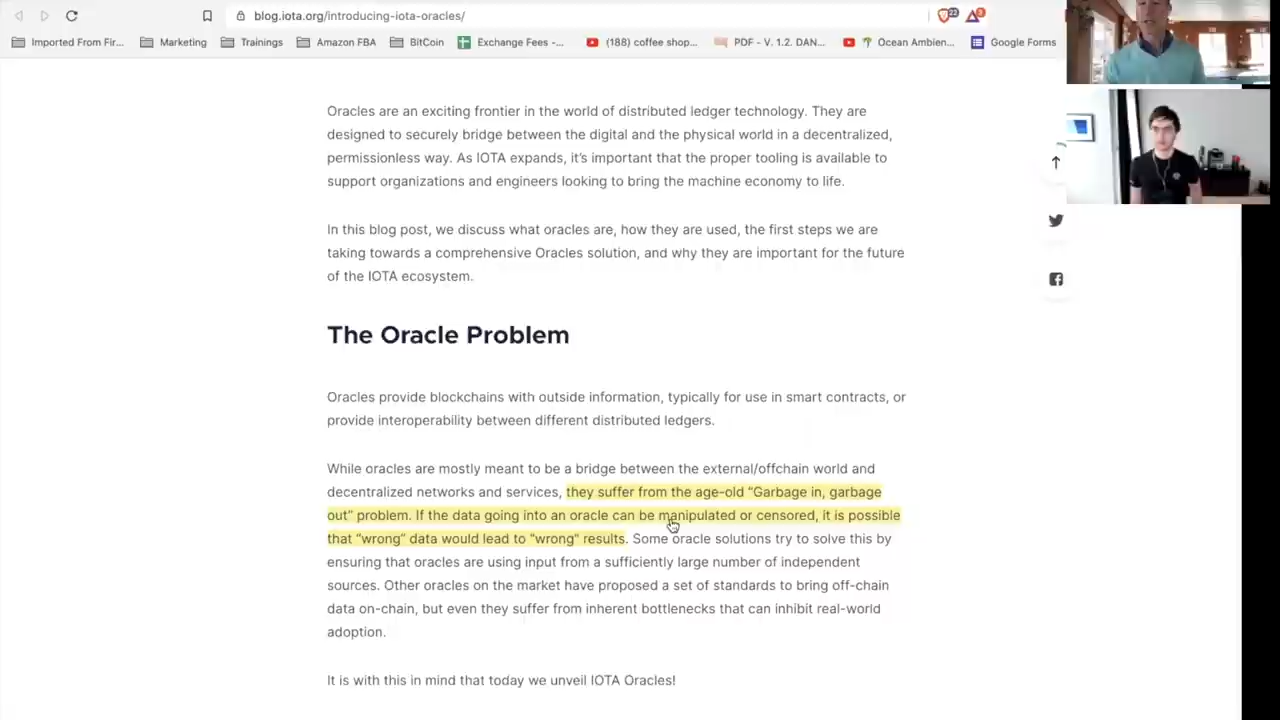 blog.iota.org/introducing-iota-oracles/
22
Imported From Fir...
Marketing
Trainings
Amazon FBA
BitCoin
Exchange Fees -...
(188) coffee shop...
PDF - V. 1.2. DAN...
Ocean Ambien...
Google Forms
Oracles are an exciting frontier in the world of distributed ledger technology. They are
designed to securely bridge between the digital and the physical world in a decentralized,
permissionless way. As IOTA expands, it's important that the proper tooling is available to
support organizations and engineers looking to bring the machine economy to life.
In this blog post, we discuss what oracles are, how they are used, the first steps we are
taking towards a comprehensive Oracles solution, and why they are important for the future
of the IOTA ecosystem.
The Oracle Problem
Oracles provide blockchains with outside information, typically for use in smart contracts, or
provide interoperability between different distributed ledgers.
While oracles are mostly meant to be a bridge between the external/offchain world and
decentralized networks and services, they suffer from the age-old "Garbage in, garbage
out" problem. If the data going into an oracle can be manipulated or censored, it is possible
that "wrong" data would lead to "wrong" results. Some oracle solutions try to solve this by
ensuring that oracles are using input from a sufficiently large number of independent
sources. Other oracles on the market have proposed a set of standards to bring off-chain
data on-chain, but even they suffer from inherent bottlenecks that can inhibit real-world
adoption.
It is with this in mind that today we unveil IOTA Oracles!